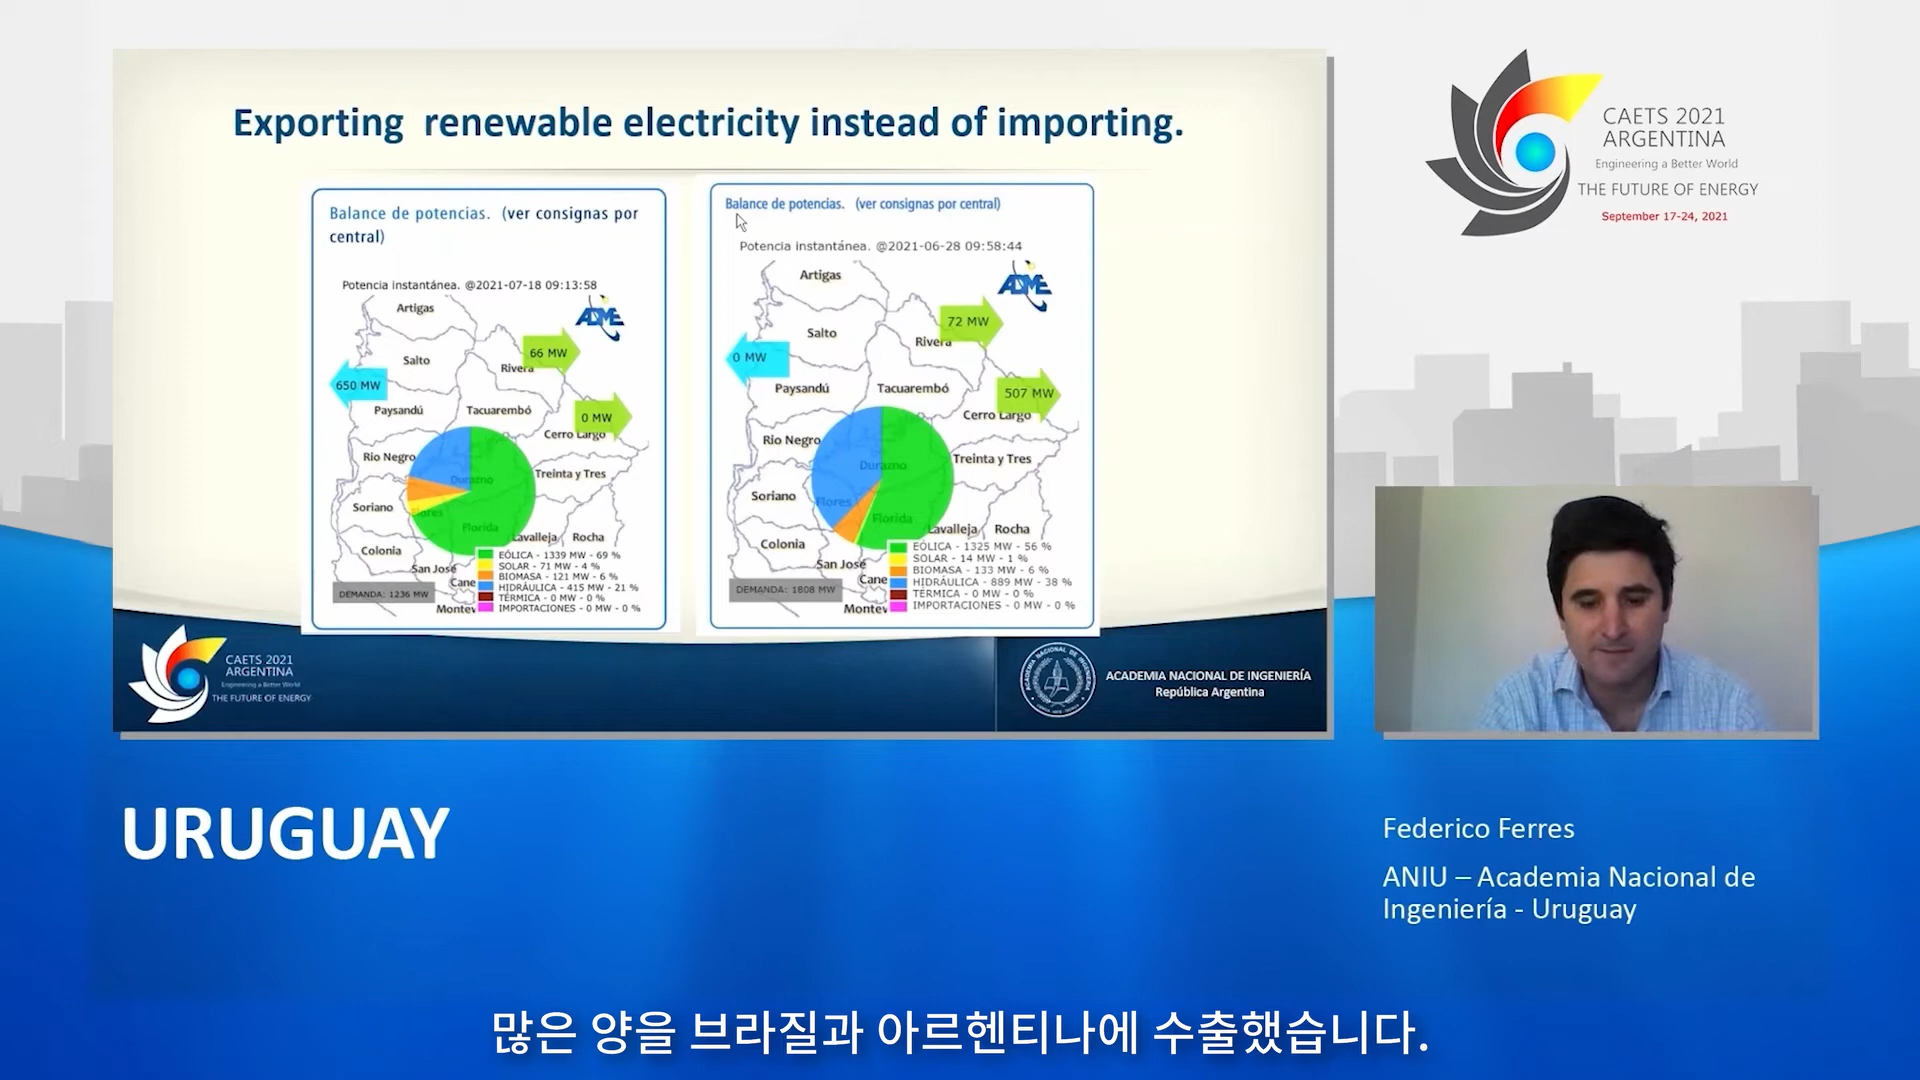 Exporting renewable electricity instead of importing.
Balance de potencias. (ver consignas por
central)
Potencia instantánea. @2021-07-18 09:13:58
Artigas
ADME
Salto
66 MW
Rivera
650 MW
Paysandú
Tacuarembó
0 MW
Cerro Largo
Rio Negro
Durazno
Treinta y Tres
Soriano
Flores
Florida
Lavalleja
Rocha
Colonia
San José
Cane
Montev
DEMANDA: 1236 MW
EÓLICA - 1339 MW - 69 %
SOLAR - 71 MW - 4 %
BIOMASA - 121 MW - 6 %
HIDRÁULICA - 415 MW - 21 %
TÉRMICA - 0 MW - 0 %
IMPORTACIONES - 0 MW - 0 %
Balance de potencias. (ver consignas por central)
Potencia instantánea. @2021-06-28 09:58:44
Artigas
ADME
72 MW
Salto
Rivera
0 MW
Paysandú
Tacuarembó
507 MW
Cerro Largo
Rio Negro
Durazno
Treinta y Tres
Soriano
Flores
Florida
Lavalleja
Rocha
Colonia
San José
Cane
Montev
DEMANDA: 1808 MW
EÓLICA - 1325 MW - 56 %
SOLAR - 14 MW - 1 %
BIOMASA - 133 MW - 6 %
HIDRÁULICA - 889 MW - 38 %
TÉRMICA - 0 MW - 0 %
IMPORTACIONES - 0 MW - 0 %
CAETS 2021
ARGENTINA
Engineering a Better World
THE FUTURE OF ENERGY
ACADEMIA NACIONAL DE INGENIERÍA
República Argentina
CAETS 2021
ARGENTINA
Engineering a Better World
THE FUTURE OF ENERGY
September 17-24, 2021
URUGUAY
Federico Ferres
ANIU – Academia Nacional de
Ingeniería - Uruguay
많은 양을 브라질과 아르헨티나에 수출했습니다.